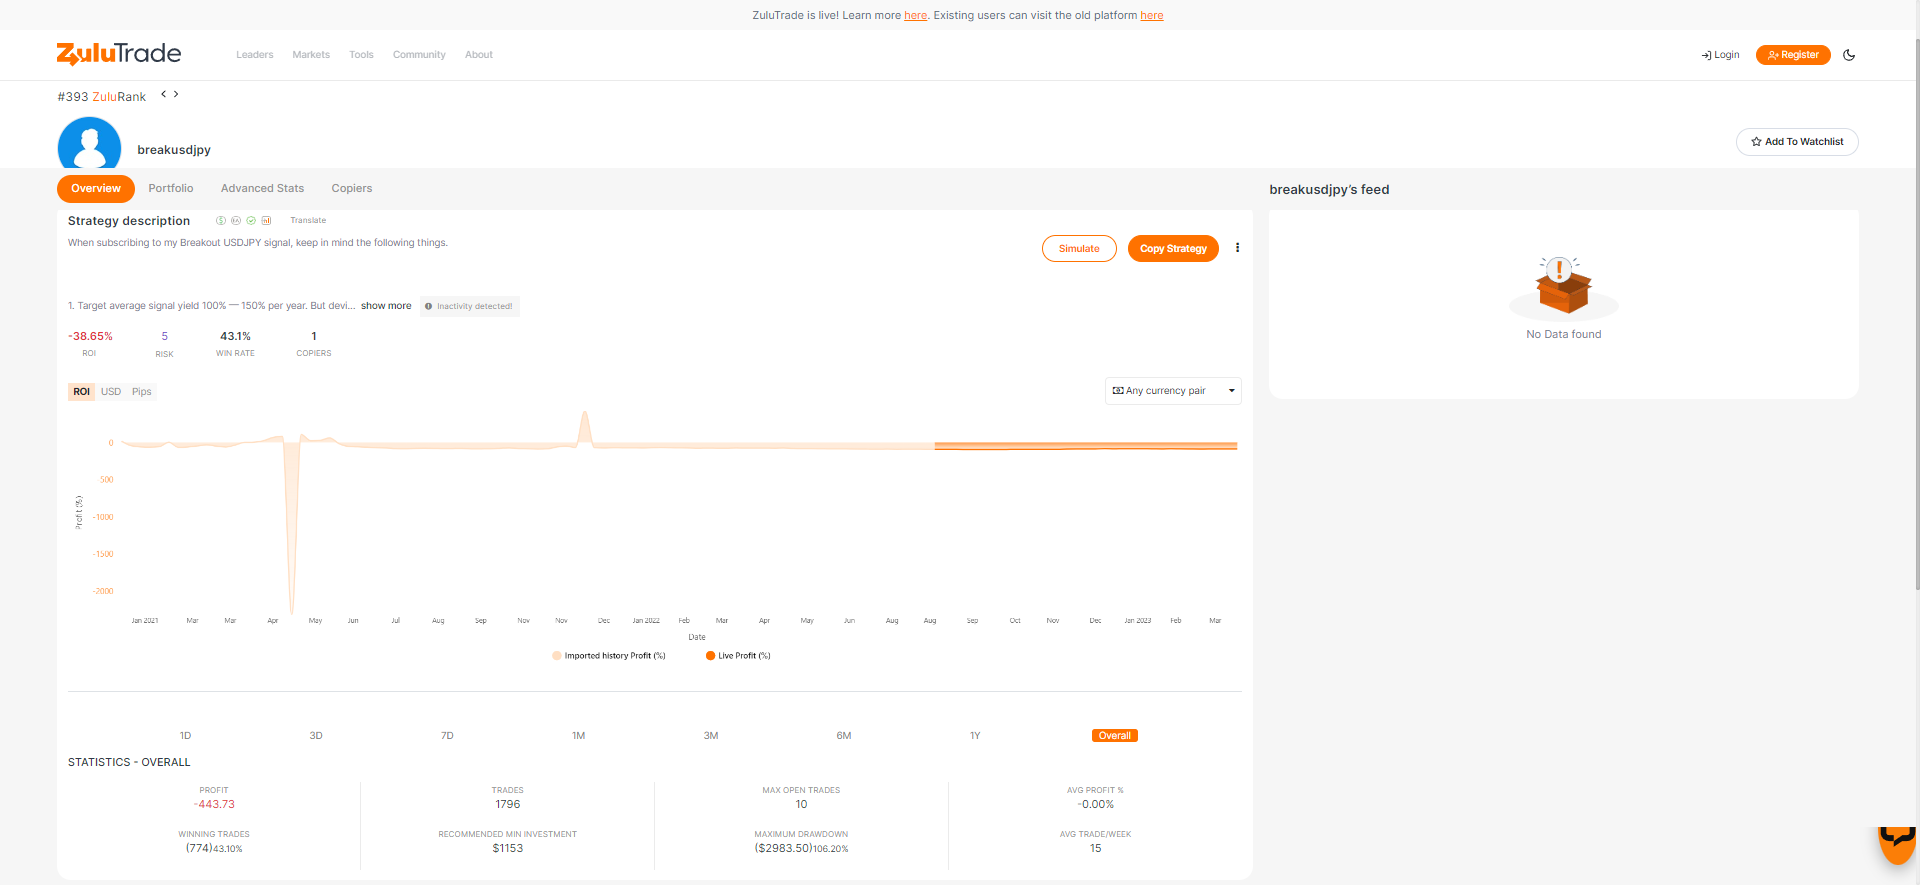 ZuluTrade is live! Learn more here. Existing users can visit the old platform here
ZuluTrade
Leaders Markets Tools Community About
Login Register
#393 ZuluRank
breakusdjpy
Add To Watchlist
Overview Portfolio Advanced Stats Copiers
breakusdjpy's feed
Strategy description Translate
When subscribing to my Breakout USDJPY signal, keep in mind the following things.
Simulate Copy Strategy
1. Target average signal yield 100% — 150% per year. But devi... show more Inactivity detected!
No Data found
-38.65% 5 43.1% 1
ROI RISK WIN RATE COPIERS
ROI USD Pips
Any currency pair
0
500
-1000
-1500
-2000
Profit (%)
Jan 2021 Mar Mar Apr May Jun Jul Aug Sep Nov Nov Dec Jan 2022 Feb Mar Apr May Jun Aug Aug Sep Oct Nov Dec Jan 2023 Feb Mar
Date
Imported history Profit (%) Live Profit (%)
1D 3D 7D 1M 3M 6M 1Y Overall
STATISTICS - OVERALL
PROFIT TRADES MAX OPEN TRADES AVG PROFIT %
-443.73 1796 10 -0.00%
WINNING TRADES RECOMMENDED MIN INVESTMENT MAXIMUM DRAWDOWN AVG TRADE/WEEK
(774)43.10% $1153 ($2983.50)106.20% 15